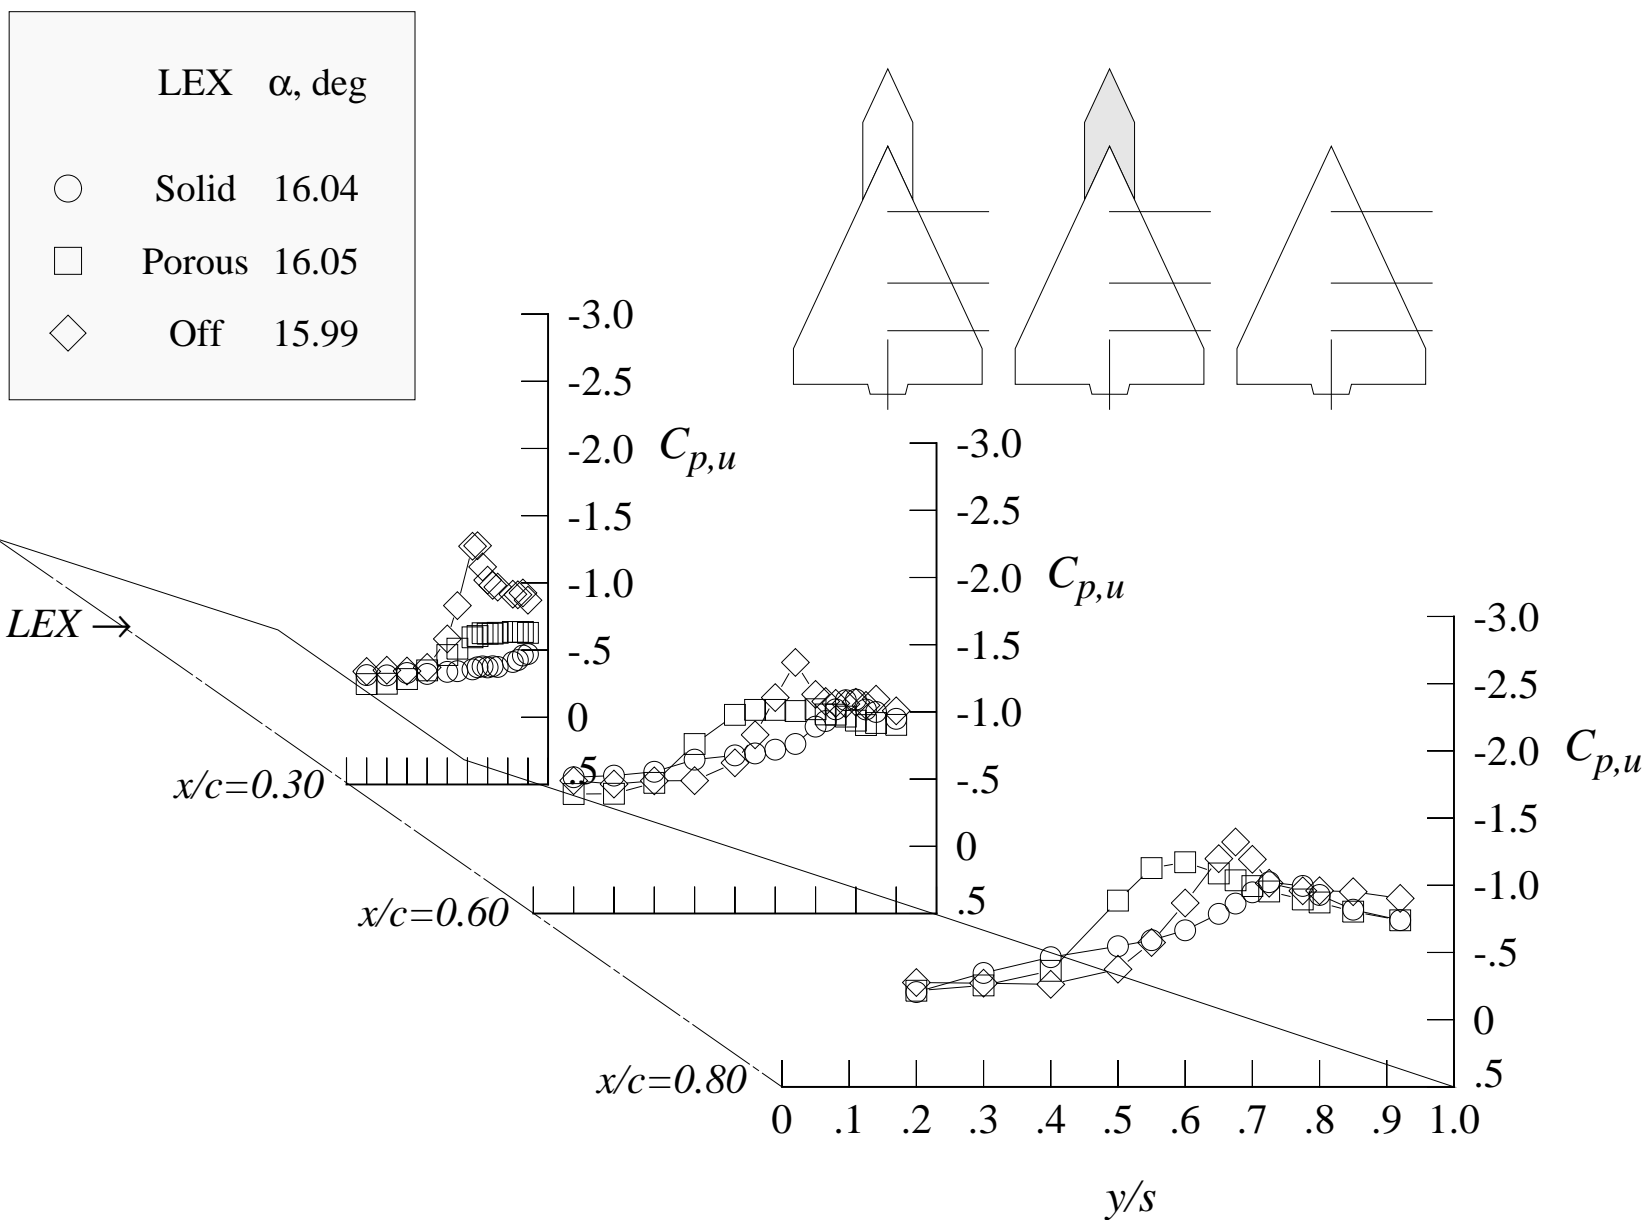 LEX α, deg
Solid 16.04
Porous 16.05
Off 15.99
-3.0
-2.5
-2.0
-1.5
-1.0
-.5
0
.5
C_{p,u}
LEX →
x/c=0.30
-3.0
-2.5
-2.0
-1.5
-1.0
-.5
0
.5
C_{p,u}
x/c=0.60
-3.0
-2.5
-2.0
-1.5
-1.0
-.5
0
.5
C_{p,u}
x/c=0.80
0 .1 .2 .3 .4 .5 .6 .7 .8 .9 1.0
y/s